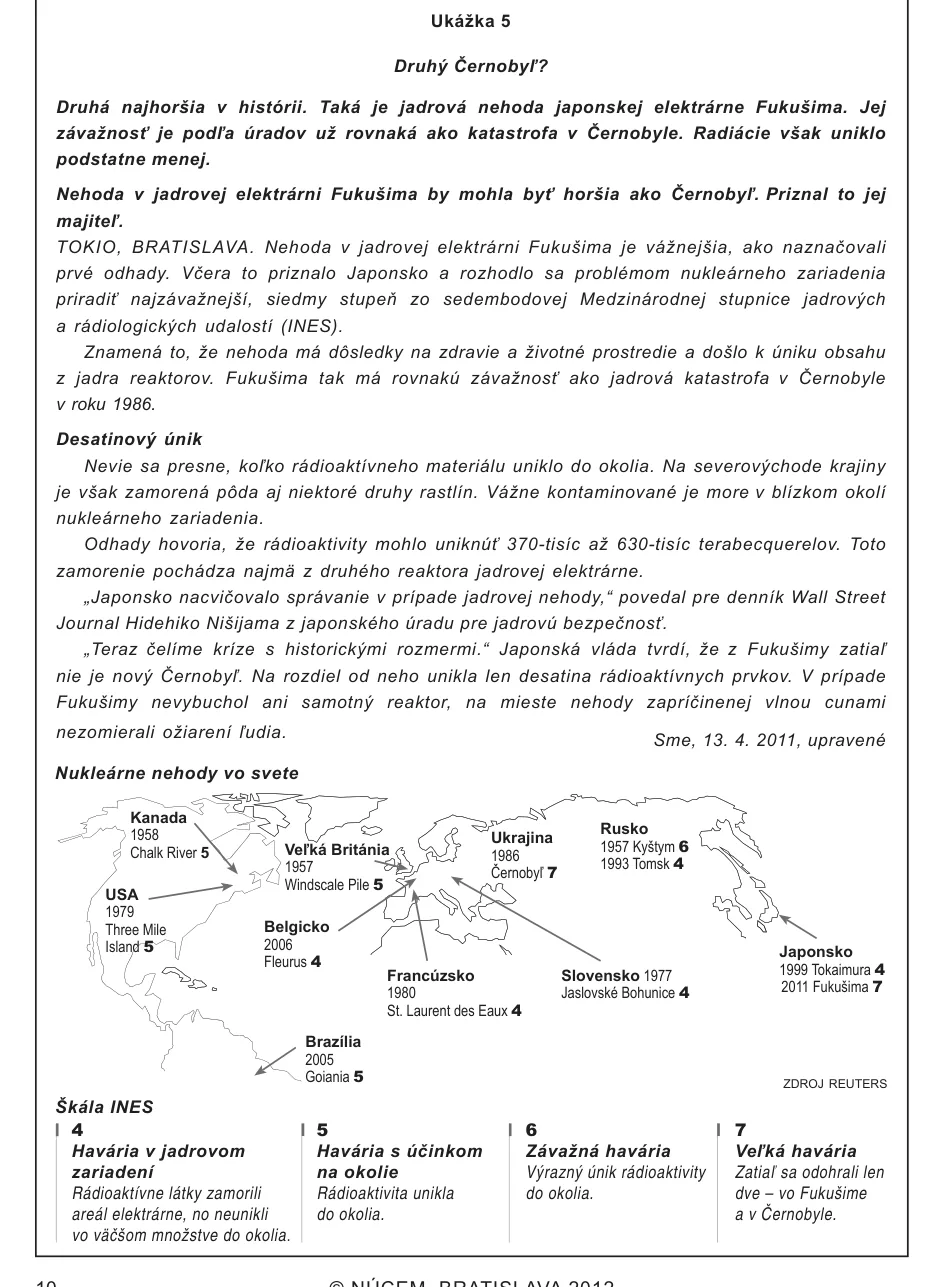 Ukážka 5
Druhý Černobyľ?
Druhá najhoršia v histórii. Taká je jadrová nehoda japonskej elektrárne Fukušima. Jej
závažnosť je podľa úradov už rovnaká ako katastrofa v Černobyle. Radiácie však uniklo
podstatne menej.
Nehoda v jadrovej elektrárni Fukušima by mohla byť horšia ako Černobyľ. Priznal to jej
majiteľ.
TOKIO, BRATISLAVA. Nehoda v jadrovej elektrárni Fukušima je vážnejšia, ako naznačovali
prvé odhady. Včera to priznalo Japonsko a rozhodlo sa problémom nukleárneho zariadenia
priradiť najzávažnejší, siedmy stupeň zo sedembodovej Medzinárodnej stupnice jadrových
a rádiologických udalostí (INES).
Znamená to, že nehoda má dôsledky na zdravie a životné prostredie a došlo k úniku obsahu
z jadra reaktorov. Fukušima tak má rovnakú závažnosť ako jadrová katastrofa v Černobyle
v roku 1986.
Desatinový únik
Nevie sa presne, koľko rádioaktívneho materiálu uniklo do okolia. Na severovýchode krajiny
je však zamorená pôda aj niektoré druhy rastlín. Vážne kontaminované je more v blízkom okolí
nukleárneho zariadenia.
Odhady hovoria, že rádioaktivity mohlo uniknúť 370-tisíc až 630-tisíc terabecquerelov. Toto
zamorenie pochádza najmä z druhého reaktora jadrovej elektrárne.
„Japonsko nacvičovalo správanie v prípade jadrovej nehody,“ povedal pre denník Wall Street
Journal Hidehiko Nišijama z japonského úradu pre jadrovú bezpečnosť.
„Teraz čelíme kríze s historickými rozmermi.“ Japonská vláda tvrdí, že z Fukušimy zatiaľ
nie je nový Černobyľ. Na rozdiel od neho unikla len desatina rádioaktívnych prvkov. V prípade
Fukušimy nevybuchol ani samotný reaktor, na mieste nehody zapríčinenej vlnou cunami
nezomierali ožiarení ľudia.
Sme, 13. 4. 2011, upravené
Nukleárne nehody vo svete
Kanada
1958
Chalk River 5
USA
1979
Three Mile
Island 5
Veľká Británia
1957
Windscale Pile 5
Belgicko
2006
Fleurus 4
Francúzsko
1980
St. Laurent des Eaux 4
Brazília
2005
Goiania 5
Ukrajina
1986
Černobyľ 7
Slovensko 1977
Jaslovské Bohunice 4
Rusko
1957 Kyštym 6
1993 Tomsk 4
Japonsko
1999 Tokaimura 4
2011 Fukušima 7
ZDROJ REUTERS
Škála INES
4
Havária v jadrovom
zariadení
Rádioaktívne látky zamorili
areál elektrárne, no neunikli
vo väčšom množstve do okolia.
5
Havária s účinkom
na okolie
Rádioaktivita unikla
do okolia.
6
Závažná havária
Výrazný únik rádioaktivity
do okolia.
7
Veľká havária
Zatiaľ sa odohrali len
dve – vo Fukušime
a v Černobyle.
10
© NÚCEM, BRATISLAVA 2012